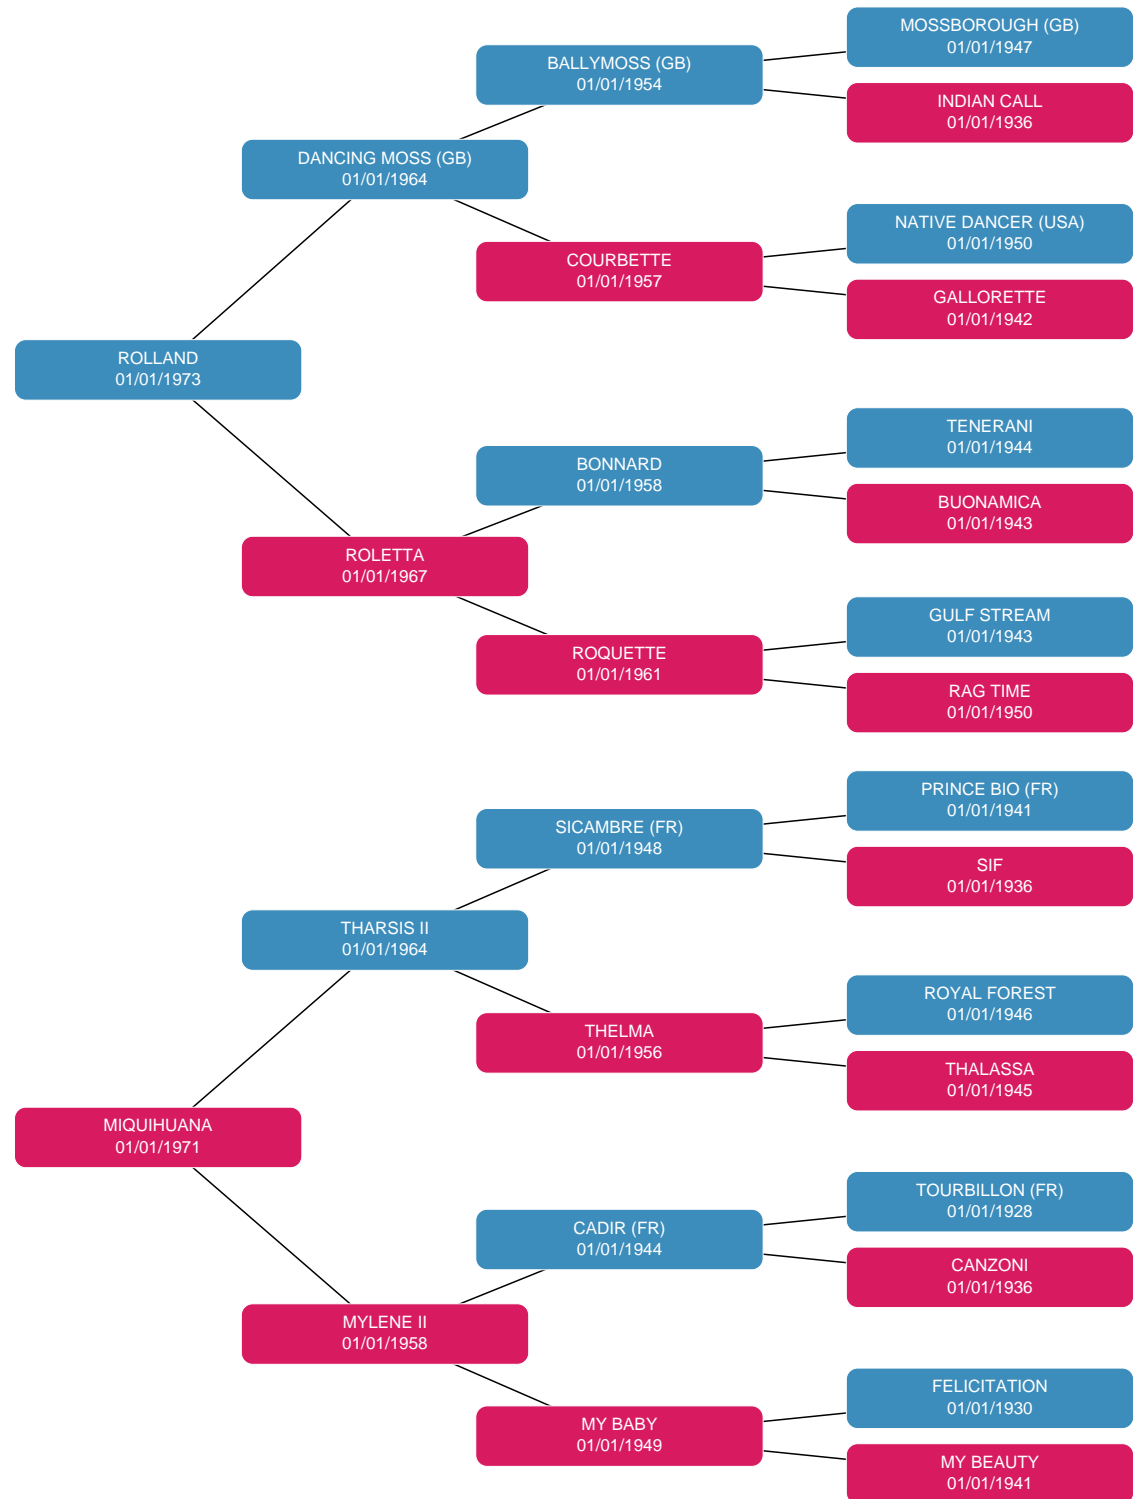 MOSSBOROUGH (GB)
01/01/1947
BALLYMOSS (GB)
01/01/1954
INDIAN CALL
01/01/1936
DANCING MOSS (GB)
01/01/1964
NATIVE DANCER (USA)
01/01/1950
COURBETTE
01/01/1957
GALLORETTE
01/01/1942
ROLLAND
01/01/1973
TENERANI
01/01/1944
BONNARD
01/01/1958
BUONAMICA
01/01/1943
ROLETTA
01/01/1967
GULF STREAM
01/01/1943
ROQUETTE
01/01/1961
RAG TIME
01/01/1950
PRINCE BIO (FR)
01/01/1941
SICAMBRE (FR)
01/01/1948
SIF
01/01/1936
THARSIS II
01/01/1964
ROYAL FOREST
01/01/1946
THELMA
01/01/1956
THALASSA
01/01/1945
MIQUIHUANA
01/01/1971
TOURBILLON (FR)
01/01/1928
CADIR (FR)
01/01/1944
CANZONI
01/01/1936
MYLENE II
01/01/1958
FELICITATION
01/01/1930
MY BABY
01/01/1949
MY BEAUTY
01/01/1941